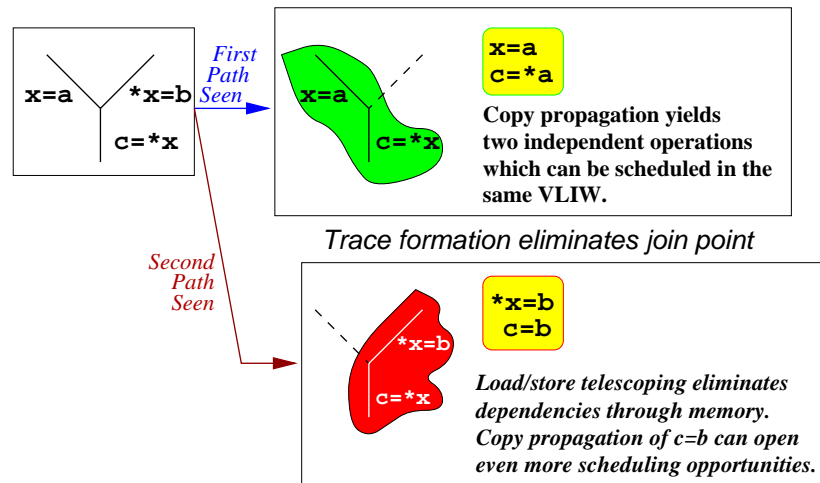 x=a
*x=b
c=*x
First
Path
Seen
x=a
c=*x
x=a
c=*a
Copy propagation yields
two independent operations
which can be scheduled in the
same VLIW.
Trace formation eliminates join point
Second
Path
Seen
*x=b
c=*x
*x=b
c=b
Load/store telescoping eliminates
dependencies through memory.
Copy propagation of c=b can open
even more scheduling opportunities.